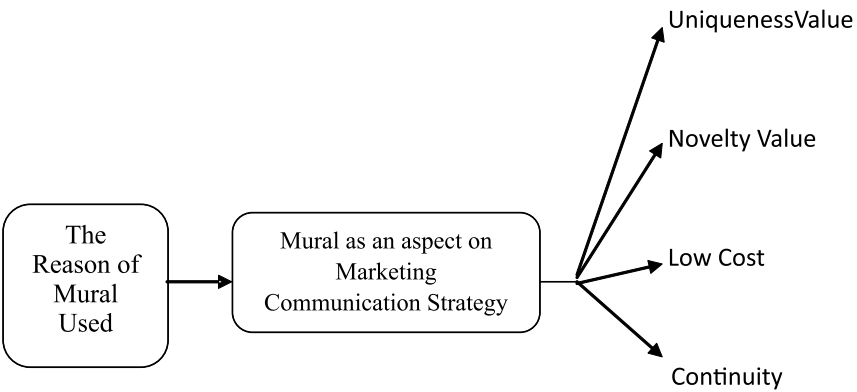 The
Reason of
Mural
Used
Mural as an aspect on
Marketing
Communication Strategy
UniquenessValue
Novelty Value
Low Cost
Continuity